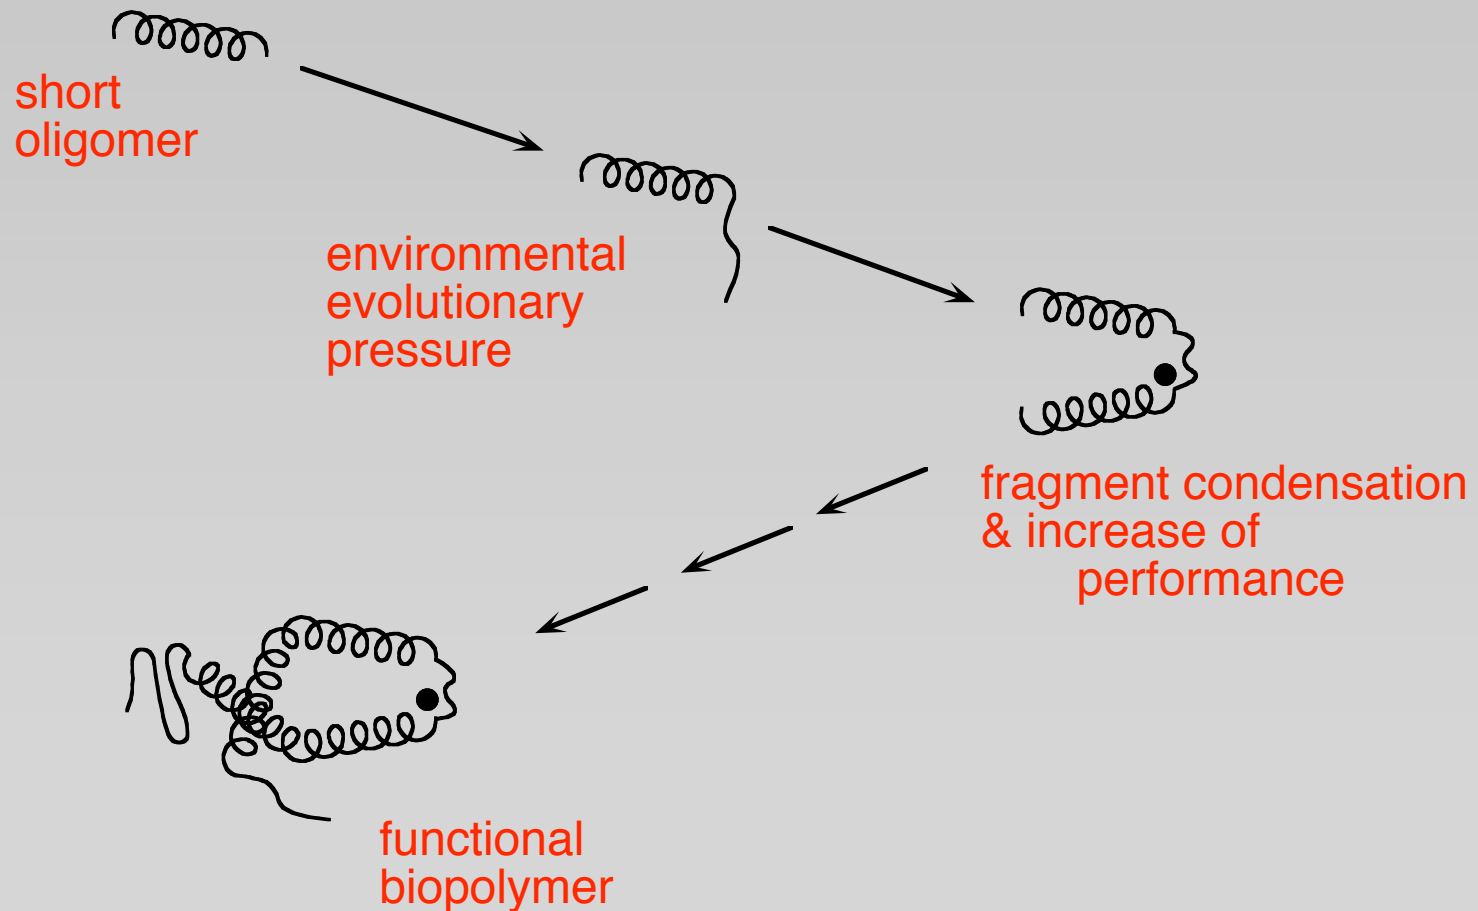 short
oligomer
environmental
evolutionary
pressure
fragment condensation
& increase of
performance
functional
biopolymer